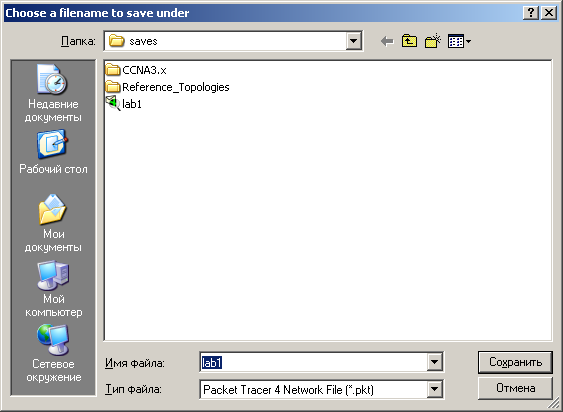 Choose a filename to save under
Папка:
saves
CCNA3.x
Reference_Topologies
lab1
Недавние
документы
Рабочий стол
Мои
документы
Мой
компьютер
Сетевое
окружение
Имя файла:
lab1
Сохранить
Тип файла:
Packet Tracer 4 Network File (*.pkt)
Отмена